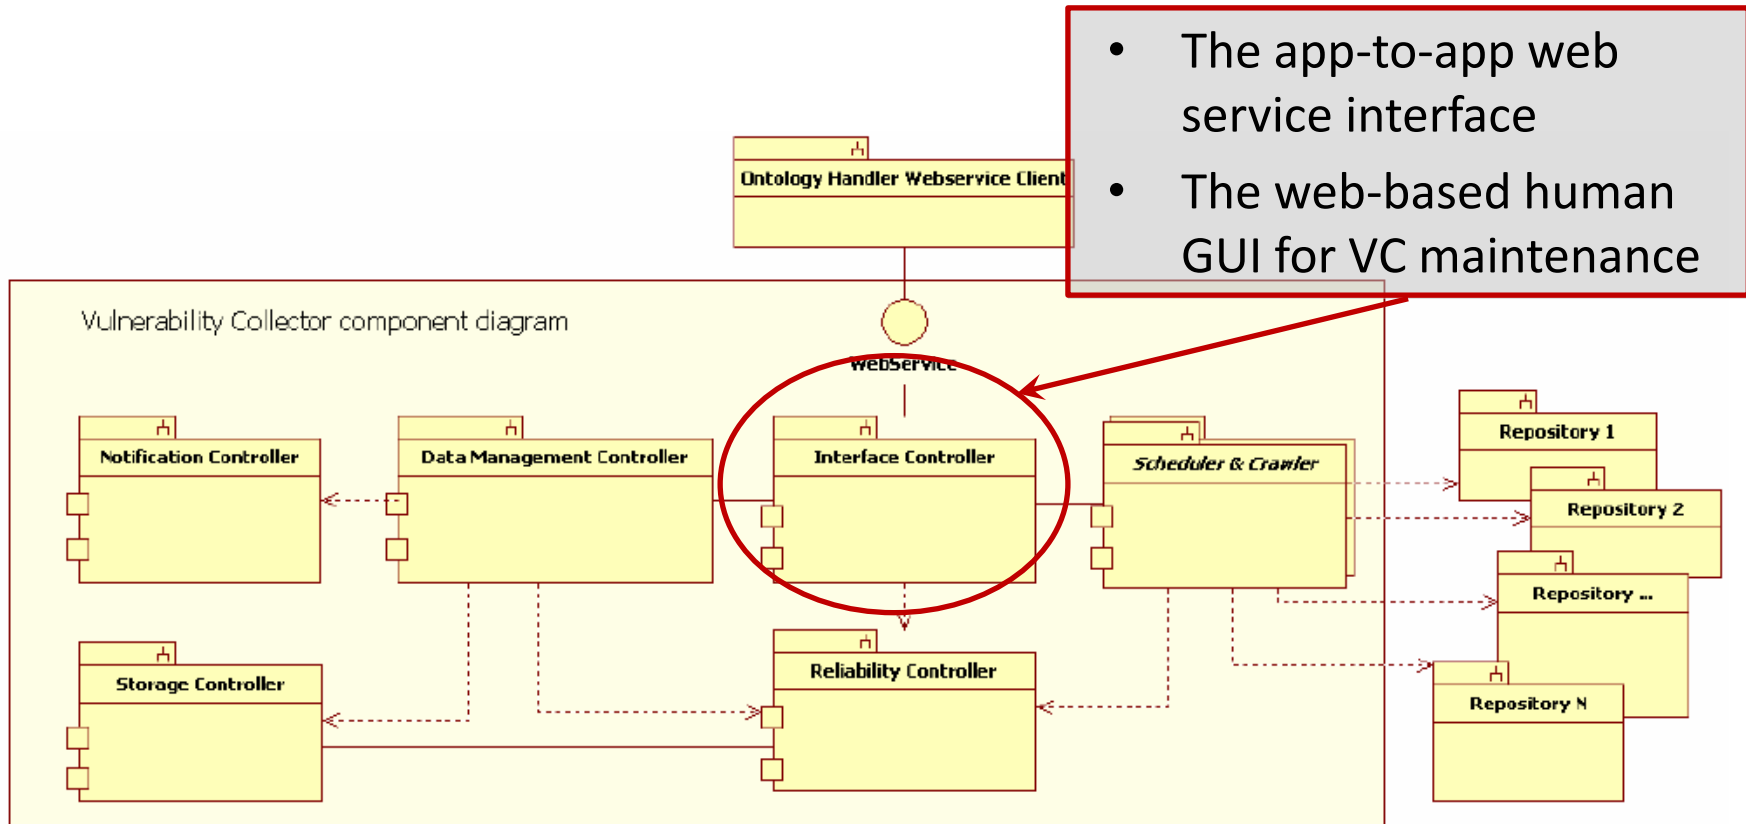 • The app-to-app web
service interface
• The web-based human
GUI for VC maintenance
Ontology Handler Webservice Client
Vulnerability Collector component diagram
WebService
Notification Controller
Data Management Controller
Interface Controller
Scheduler & Crawler
Repository 1
Repository 2
Repository ...
Repository N
Storage Controller
Reliability Controller